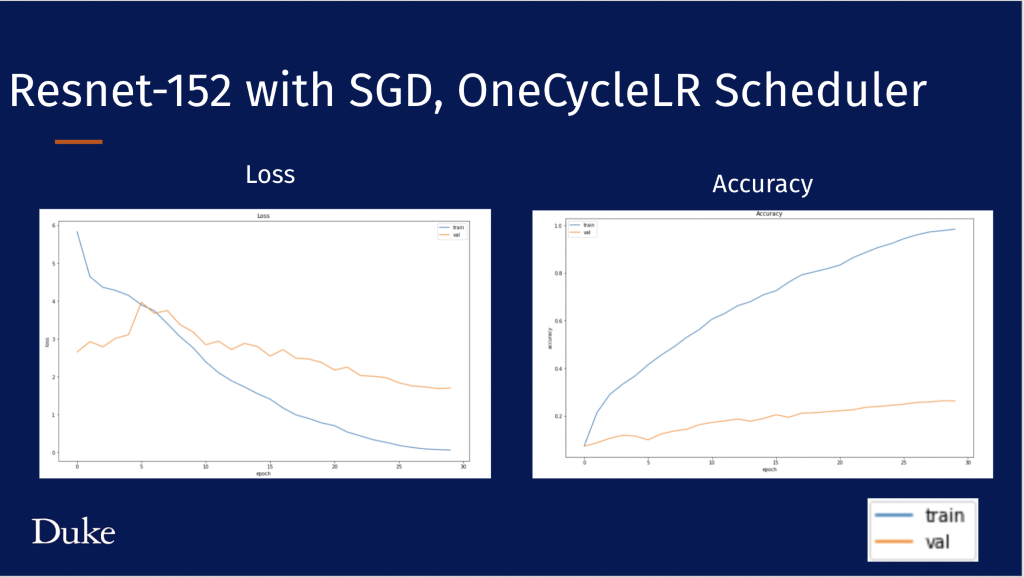 Resnet-152 with SGD, OneCycleLR Scheduler
Loss
Accuracy
Loss
train
val
6
5
4
3
2
1
0
loss
0
5
10
15
20
25
30
epoch
Accuracy
train
val
1.0
0.8
0.6
0.4
0.2
accuracy
0
5
10
15
20
25
30
epoch
Duke
train
val